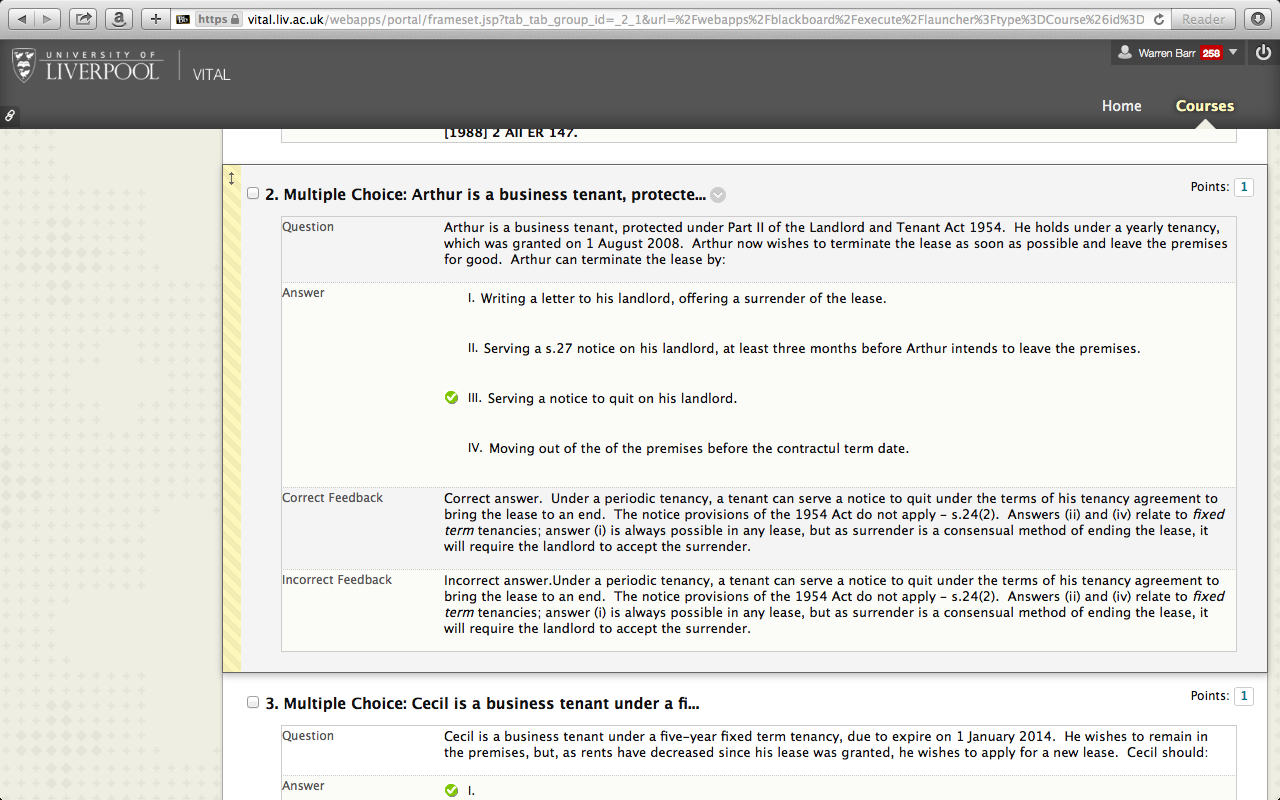 https vital.liv.ac.uk/webapps/portal/frameset.jsp?tab_tab_group_id=_2_1&url=%2Fwebapps%2Fblackboard%2Fexecute%2Flauncher%3Ftype%3DCourse%26id%3D Reader
UNIVERSITY OF
LIVERPOOL VITAL
Warren Barr 258
Home Courses
[1988] 2 All ER 147.
2. Multiple Choice: Arthur is a business tenant, protecte... Points: 1
Question Arthur is a business tenant, protected under Part II of the Landlord and Tenant Act 1954. He holds under a yearly tenancy,
which was granted on 1 August 2008. Arthur now wishes to terminate the lease as soon as possible and leave the premises
for good. Arthur can terminate the lease by:
Answer I. Writing a letter to his landlord, offering a surrender of the lease.
II. Serving a s.27 notice on his landlord, at least three months before Arthur intends to leave the premises.
III. Serving a notice to quit on his landlord.
IV. Moving out of the of the premises before the contractul term date.
Correct Feedback Correct answer. Under a periodic tenancy, a tenant can serve a notice to quit under the terms of his tenancy agreement to
bring the lease to an end. The notice provisions of the 1954 Act do not apply – s.24(2). Answers (ii) and (iv) relate to fixed
term tenancies; answer (i) is always possible in any lease, but as surrender is a consensual method of ending the lease, it
will require the landlord to accept the surrender.
Incorrect Feedback Incorrect answer.Under a periodic tenancy, a tenant can serve a notice to quit under the terms of his tenancy agreement to
bring the lease to an end. The notice provisions of the 1954 Act do not apply – s.24(2). Answers (ii) and (iv) relate to fixed
term tenancies; answer (i) is always possible in any lease, but as surrender is a consensual method of ending the lease, it
will require the landlord to accept the surrender.
3. Multiple Choice: Cecil is a business tenant under a fi... Points: 1
Question Cecil is a business tenant under a five-year fixed term tenancy, due to expire on 1 January 2014. He wishes to remain in
the premises, but, as rents have decreased since his lease was granted, he wishes to apply for a new lease. Cecil should:
Answer I.